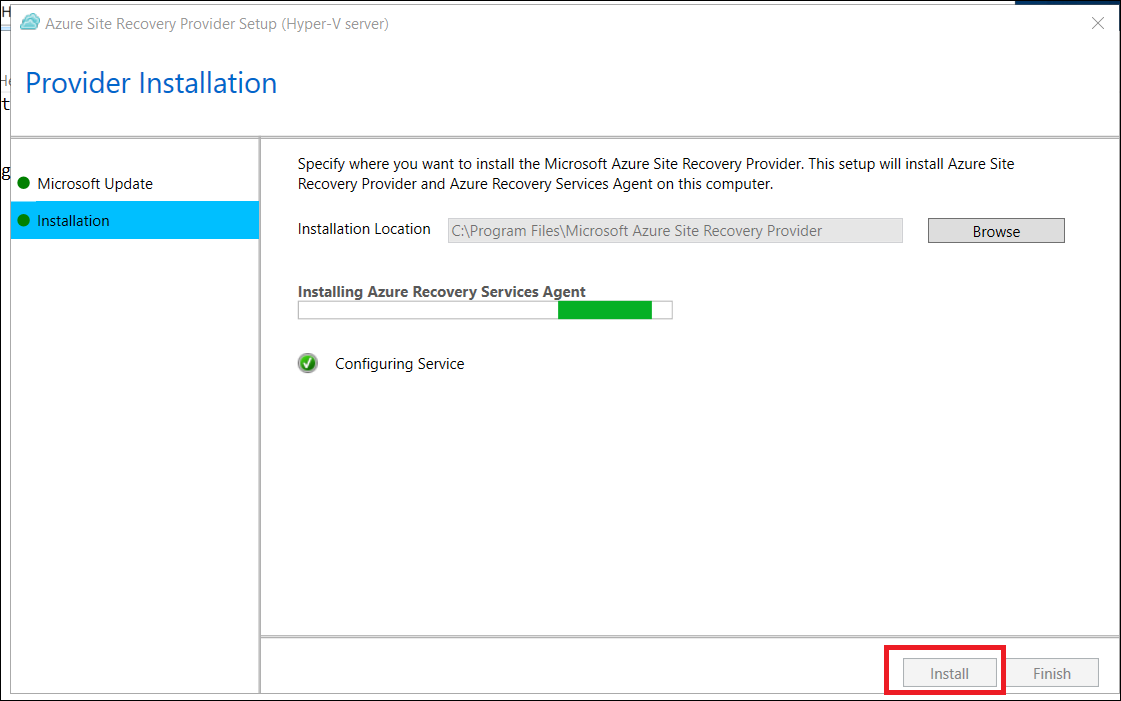 Azure Site Recovery Provider Setup (Hyper-V server)
Provider Installation
Microsoft Update
Installation
Specify where you want to install the Microsoft Azure Site Recovery Provider. This setup will install Azure Site
Recovery Provider and Azure Recovery Services Agent on this computer.
Installation Location
C:\Program Files\Microsoft Azure Site Recovery Provider
Browse
Installing Azure Recovery Services Agent
Configuring Service
Install
Finish